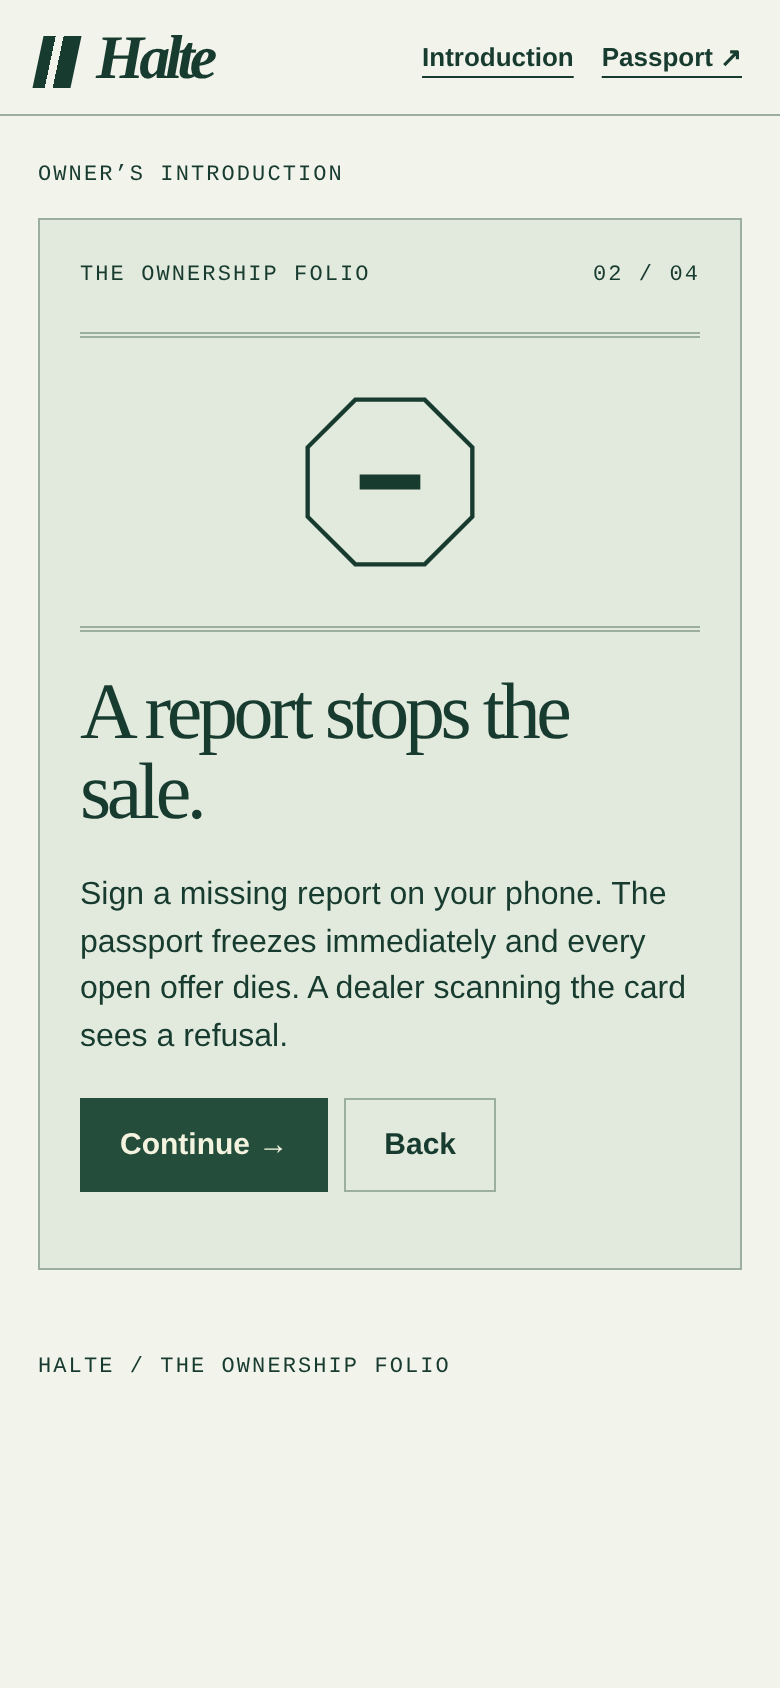 Halte
Introduction Passport ↗
OWNER’S INTRODUCTION
THE OWNERSHIP FOLIO 02 / 04
A report stops the
sale.
Sign a missing report on your phone. The
passport freezes immediately and every
open offer dies. A dealer scanning the card
sees a refusal.
Continue → Back
HALTE / THE OWNERSHIP FOLIO